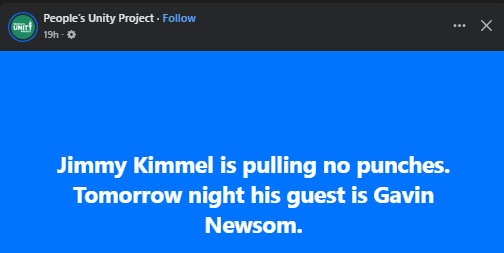 People's Unity Project · Follow
19h ·
Jimmy Kimmel is pulling no punches.
Tomorrow night his guest is Gavin
Newsom.